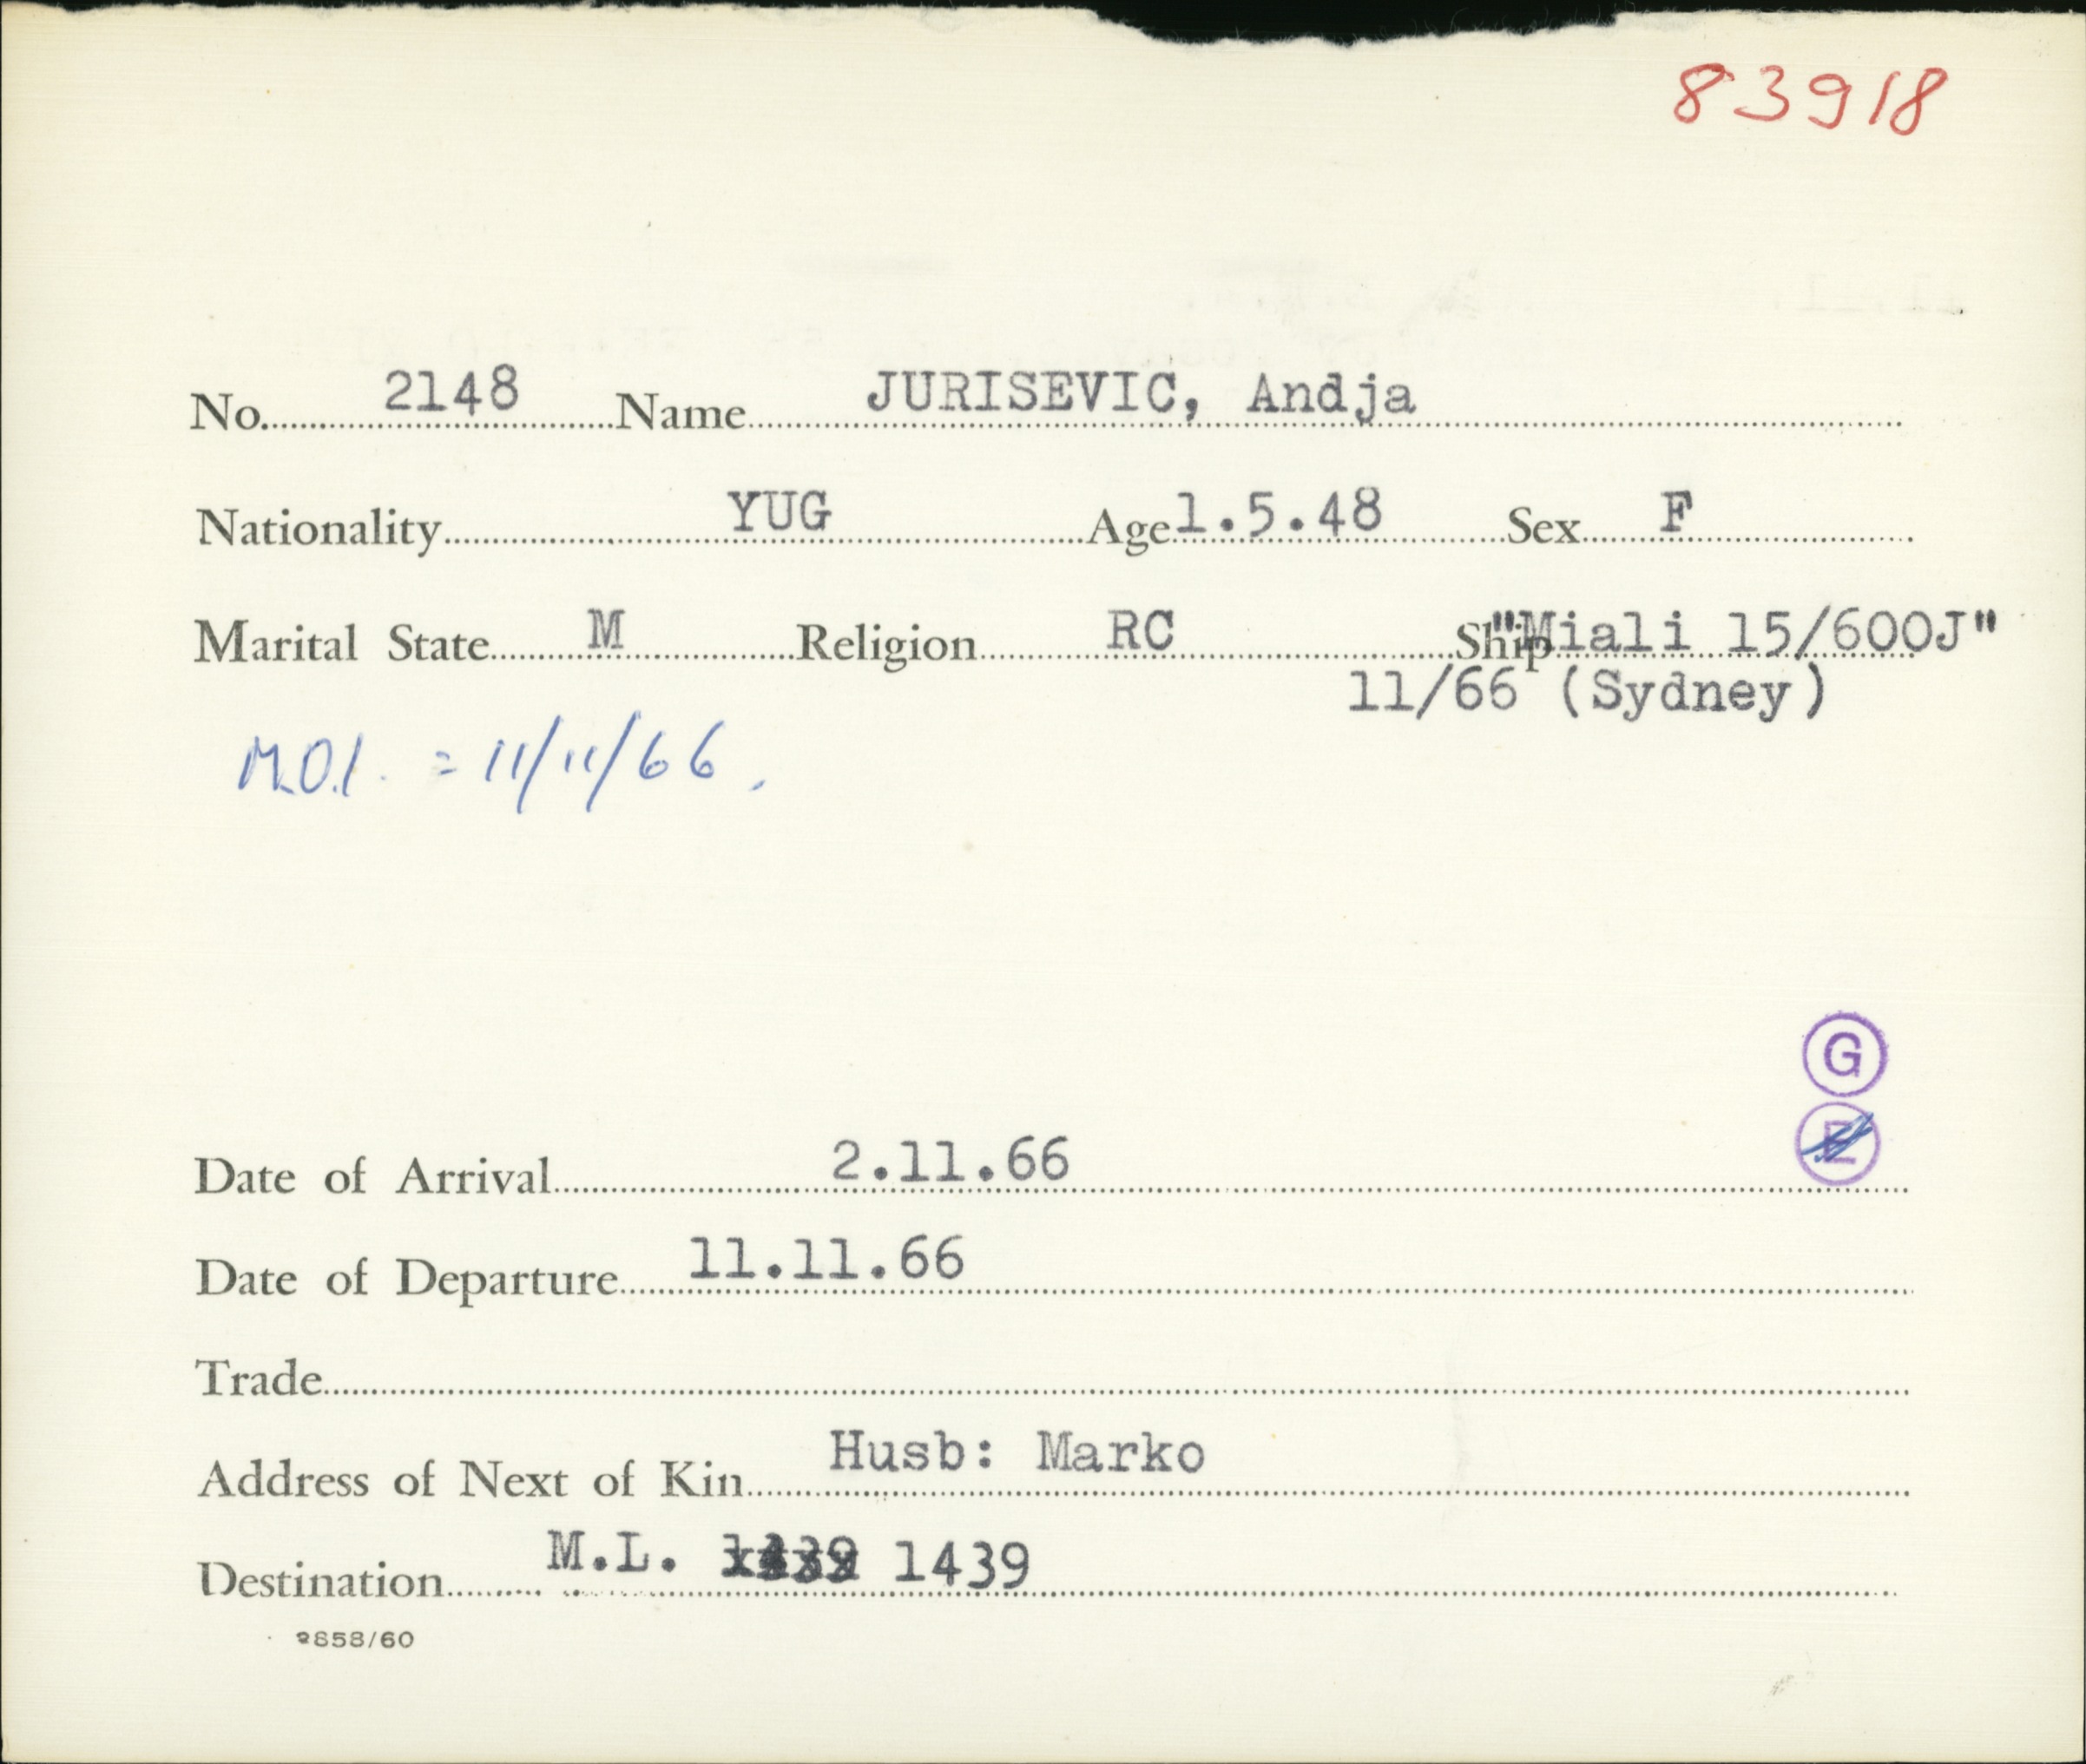 83918
No. 2148 Name JURISEVIC, Andja
Nationality YUG Age 1.5.48 Sex F
Marital State M Religion RC Ship "Miali 15/600J"
11/66 (Sydney)
M.O.I. = 11/11/66.
G
E
Date of Arrival 2.11.66
Date of Departure 11.11.66
Trade
Address of Next of Kin Husb: Marko
Destination M.L. 1439